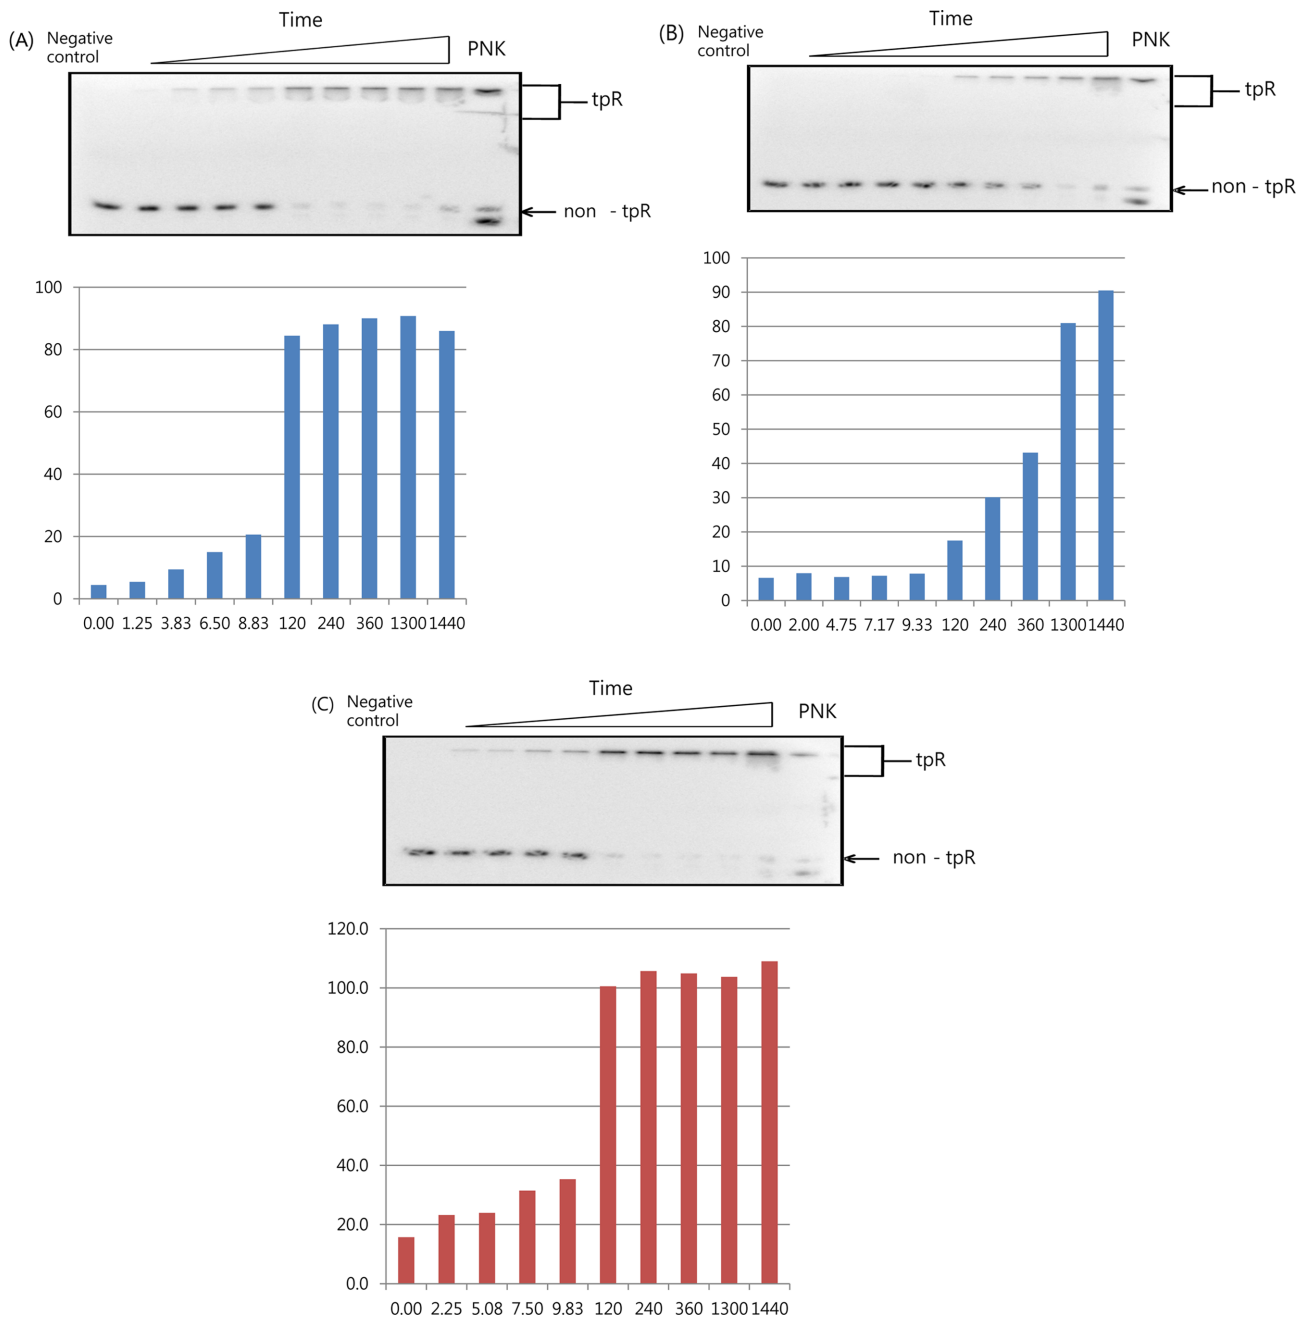 (A)
Negative
control
Time
PNK
tpR
non - tpR
100
80
60
40
20
0
0.00 1.25 3.83 6.50 8.83 120 240 360 1300 1440
(B)
Negative
control
Time
PNK
tpR
non - tpR
100
90
80
70
60
50
40
30
20
10
0
0.00 2.00 4.75 7.17 9.33 120 240 360 1300 1440
(C)
Negative
control
Time
PNK
tpR
non - tpR
120.0
100.0
80.0
60.0
40.0
20.0
0.0
0.00 2.25 5.08 7.50 9.83 120 240 360 1300 1440